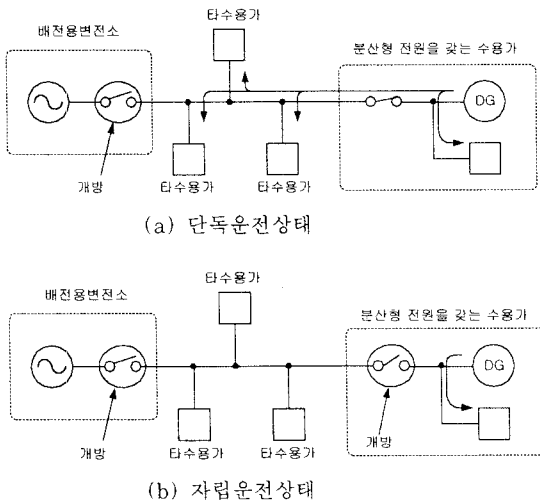 타수용가
배전용변전소
분산형 전원을 갖는 수용가
DG
개방
타수용가
타수용가
(a) 단독운전상태
타수용가
배전용변전소
분산형 전원을 갖는 수용가
DG
개방
타수용가
타수용가
개방
(b) 자립운전상태